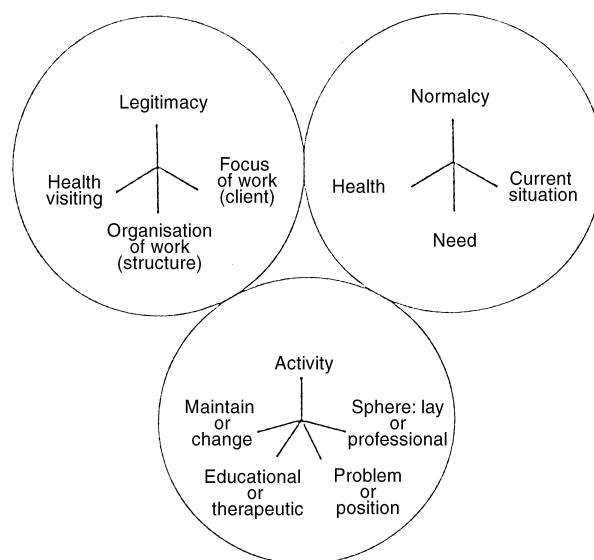 Legitimacy
Health
visiting
Focus
of work
(client)
Organisation
of work
(structure)
Normalcy
Health
Current
situation
Need
Activity
Maintain
or
change
Sphere: lay
or
professional
Educational
or
therapeutic
Problem
or
position